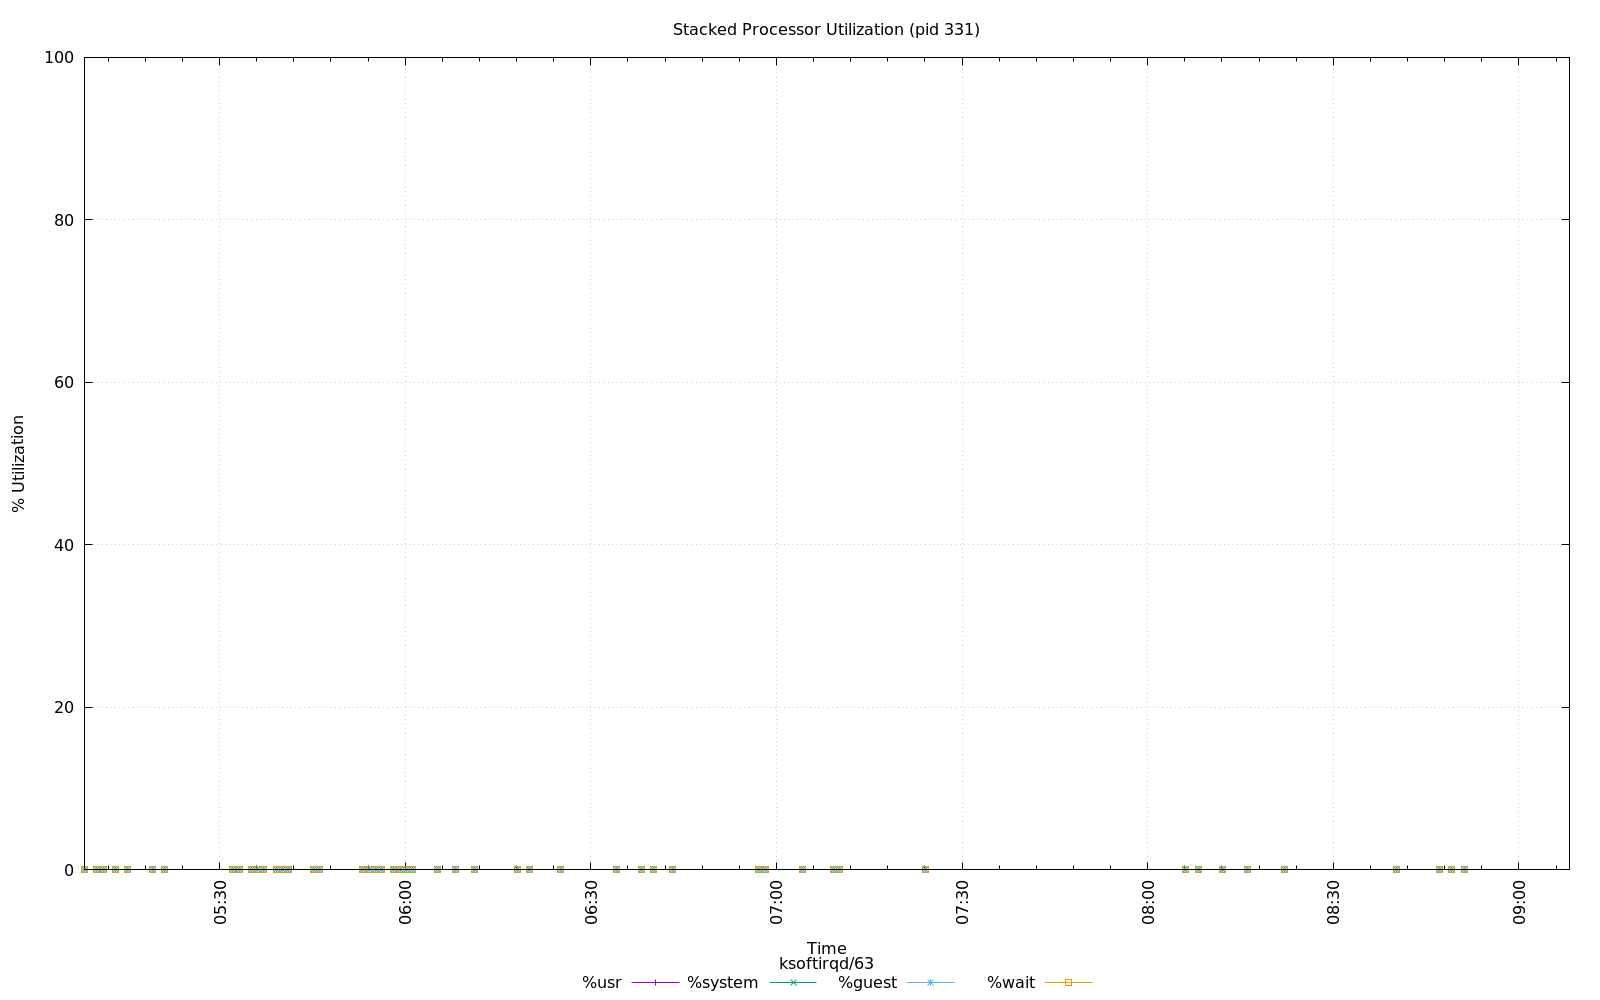 Stacked Processor Utilization (pid 331)
100
80
60
40
20
0
% Utilization
05:30 06:00 06:30 07:00 07:30 08:00 08:30 09:00
Time
ksoftirqd/63
%usr %system %guest %wait